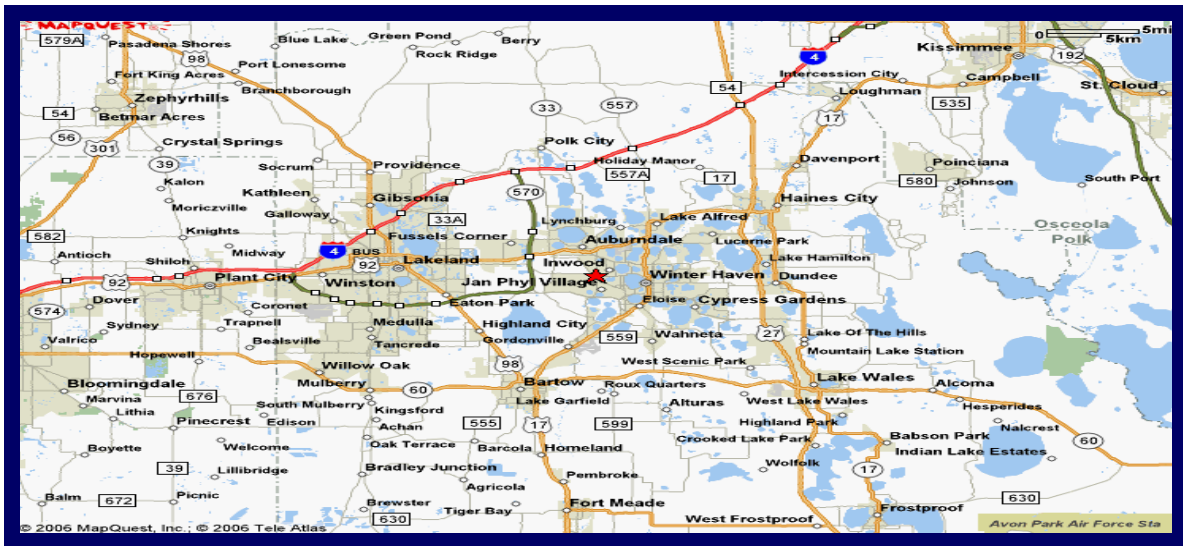 MAPQUEST
5mi
0
5km
579A
Pasadena Shores
Blue Lake
Green Pond
Berry
Rock Ridge
98
Port Lonesome
4
Kissimmee
192
Fort King Acres
Branchborough
Intercession City
Campbell
St. Cloud
Zephyrhills
54
Loughman
535
54
Betmar Acres
33
557
17
56
301
Crystal Springs
Polk City
39
Socrum
Providence
Holiday Manor
Davenport
Poinciana
Kalon
557A
17
580
Johnson
South Port
Kathleen
Gibsonia
570
Haines City
Moriczville
Galloway
33A
Lynchburg
Lake Alfred
Osceola
Polk
582
Knights
Fussels Corner
Auburndale
Lucerne Park
Antioch
Midway
4
BUS
92
Lakeland
Inwood
Lake Hamilton
Shiloh
92
Plant City
Winston
Jan Phyl Village
Winter Haven
Dundee
Dover
Coronet
Eaton Park
Eloise
Cypress Gardens
574
Sydney
Trapnell
Medulla
Highland City
Valrico
Bealsville
Tancrede
Gordonville
559
Wahneta
27
Lake Of The Hills
Hopewell
Mountain Lake Station
Willow Oak
98
West Scenic Park
Bloomingdale
Mulberry
60
Bartow
Roux Quarters
Lake Wales
Alcoma
Marvina
676
South Mulberry
Kingsford
Lake Garfield
Alturas
West Lake Wales
Hesperides
Lithia
Pinecrest
Edison
Achan
555
17
599
Highland Park
Nalcrest
Boyette
Welcome
Oak Terrace
Barcola
Homeland
Crooked Lake Park
Babson Park
60
Indian Lake Estates
39
Lillibridge
Bradley Junction
Pembroke
Wolfolk
17
Agricola
Balm
672
Picnic
Brewster
Tiger Bay
Fort Meade
630
630
West Frostproof
Frostproof
© 2006 MapQuest, Inc.; © 2006 Tele Atlas
Avon Park Air Force Sta